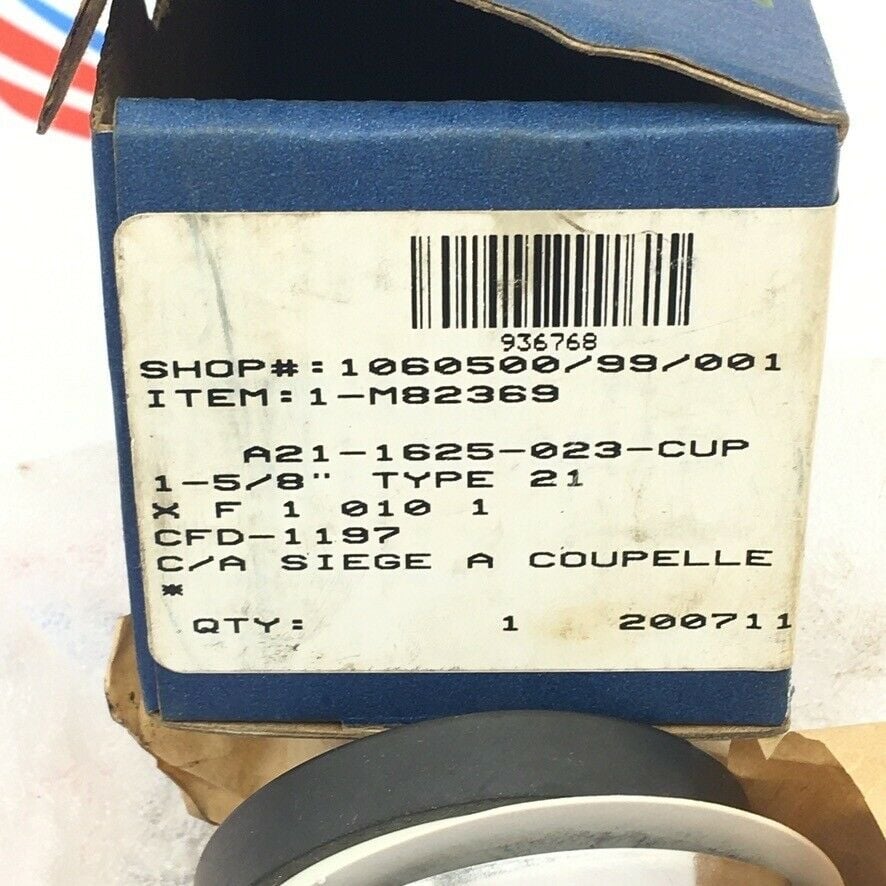 936768
SHOP#:1060500/99/001
ITEM:1-M82369
A21-1625-023-CUP
1-5/8" TYPE 21
X F 1 010 1
CFD-1197
C/A SIEGE A COUPELLE
*
QTY: 1 200711